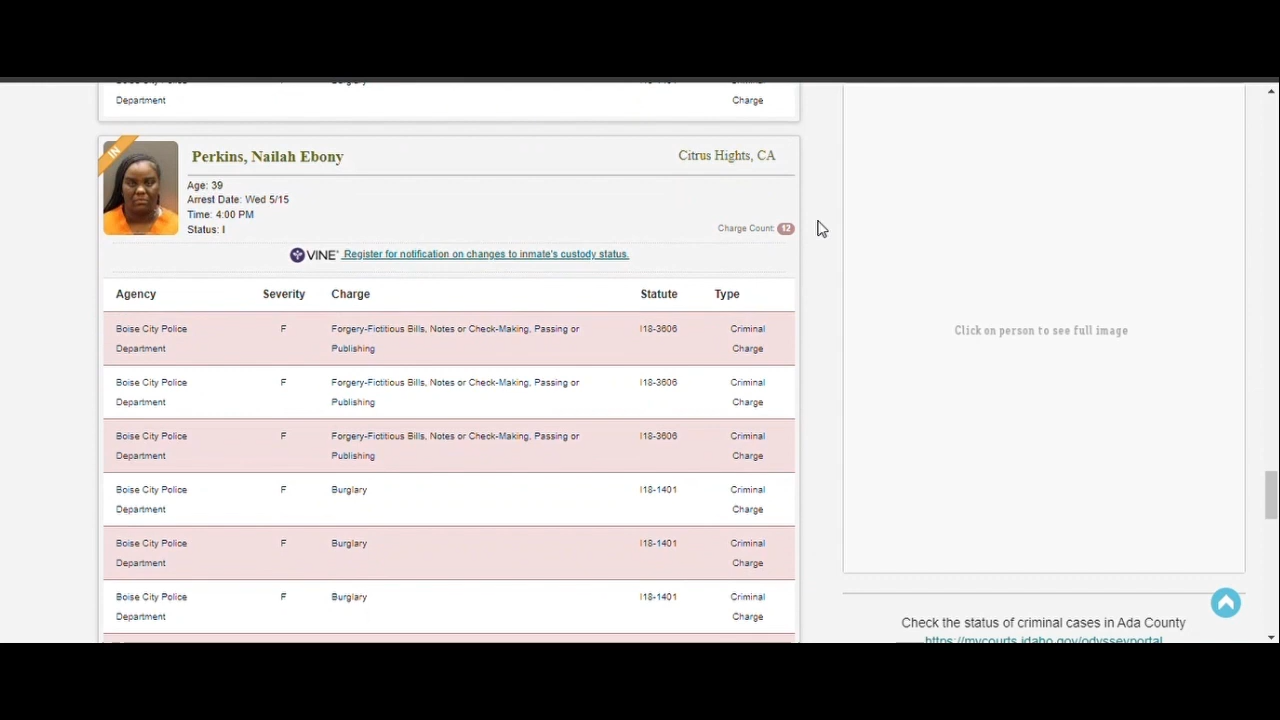 Department
Charge
IN
Perkins, Nailah Ebony
Citrus Hights, CA
Age: 39
Arrest Date: Wed 5/15
Time: 4:00 PM
Status: I
Charge Count: 12
VINE Register for notification on changes to inmate's custody status.
Agency Severity Charge Statute Type
Boise City Police F Forgery-Fictitious Bills, Notes or Check-Making, Passing or I18-3606 Criminal
Department Publishing Charge
Boise City Police F Forgery-Fictitious Bills, Notes or Check-Making, Passing or I18-3606 Criminal
Department Publishing Charge
Boise City Police F Forgery-Fictitious Bills, Notes or Check-Making, Passing or I18-3606 Criminal
Department Publishing Charge
Boise City Police F Burglary I18-1401 Criminal
Department Charge
Boise City Police F Burglary I18-1401 Criminal
Department Charge
Boise City Police F Burglary I18-1401 Criminal
Department Charge
Click on person to see full image
Check the status of criminal cases in Ada County
https://mycourts.idaho.gov/odysseyportal